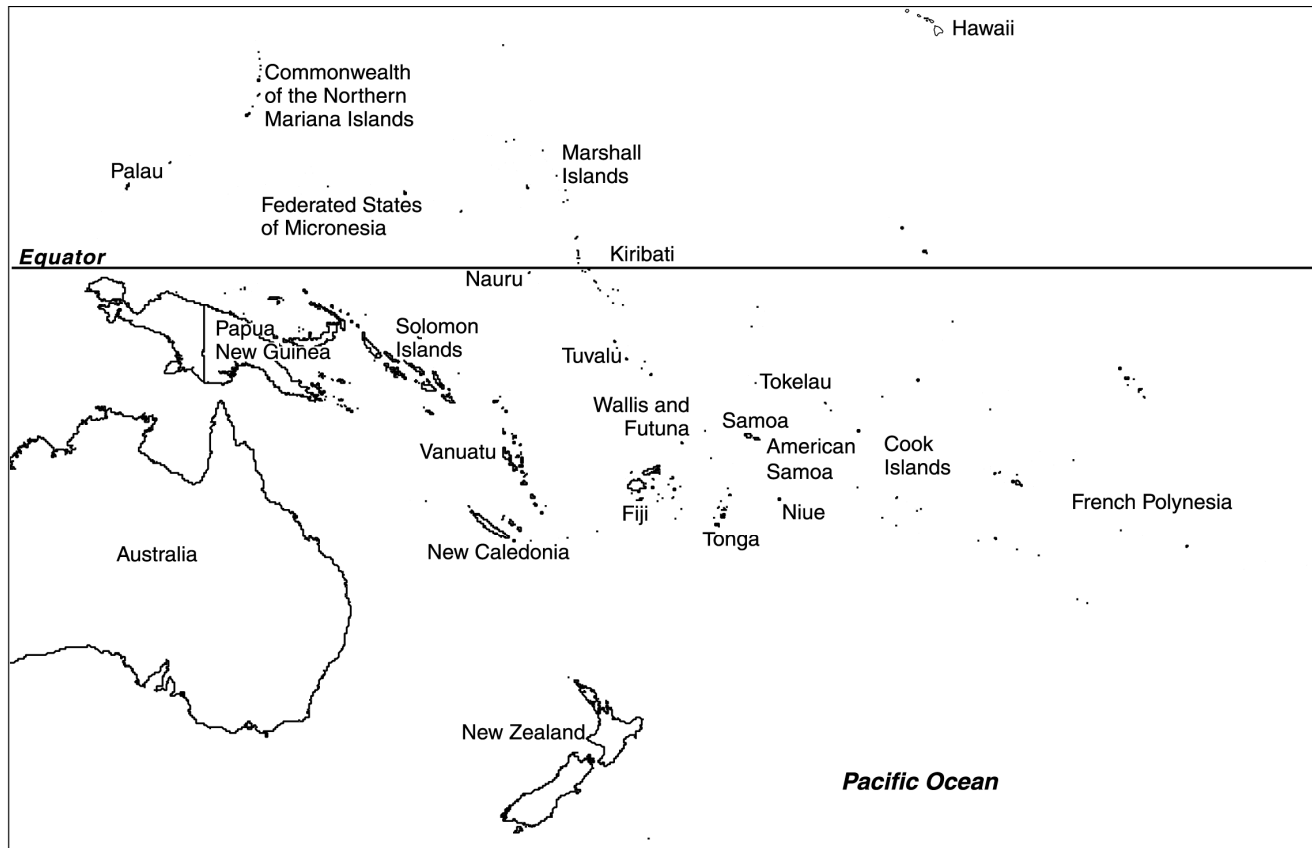 Hawaii
Commonwealth
of the Northern
Mariana Islands
Marshall
Islands
Palau
Federated States
of Micronesia
Equator
Kiribati
Nauru
Papua
New Guinea
Solomon
Islands
Tuvalu
Tokelau
Wallis and
Futuna
Samoa
American
Samoa
Cook
Islands
Vanuatu
French Polynesia
Fiji
Niue
Tonga
New Caledonia
Australia
New Zealand
Pacific Ocean